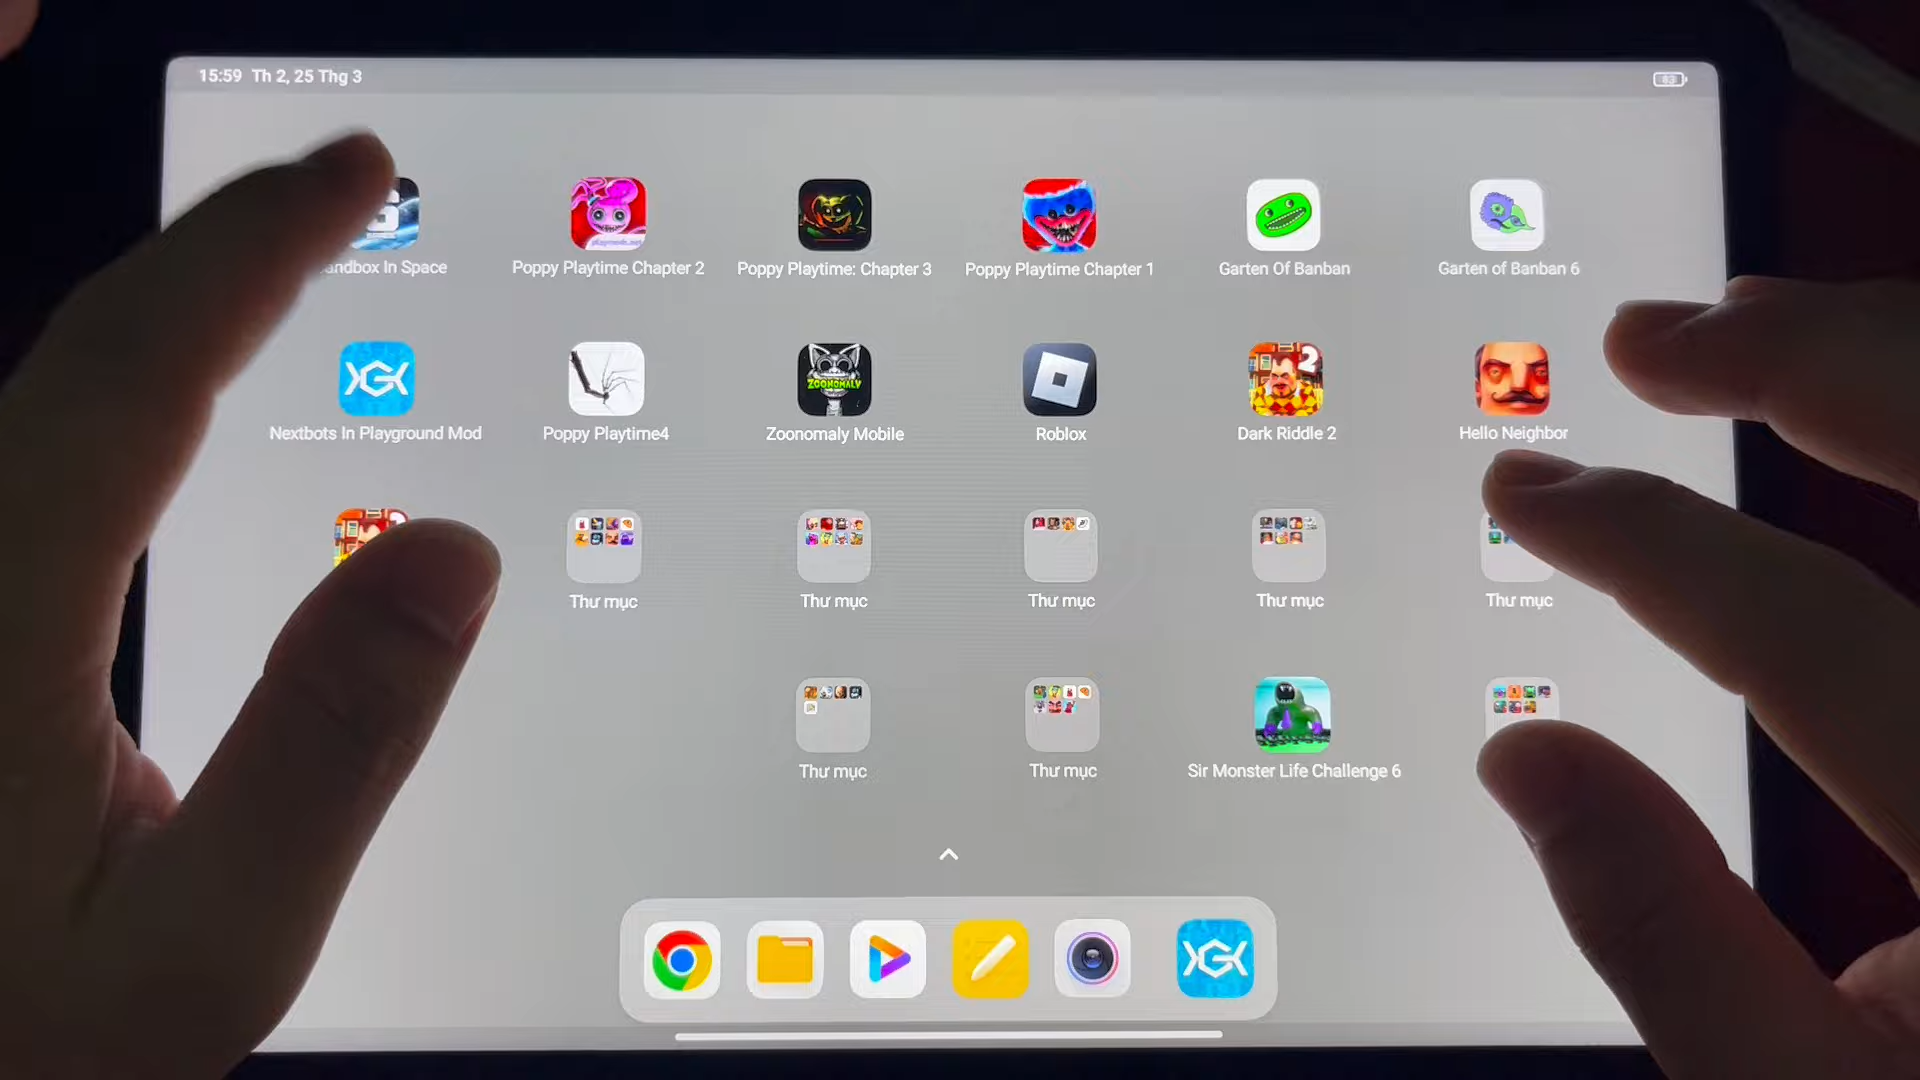 15:59 Th 2, 25 Thg 3
83
andbox In Space
Poppy Playtime Chapter 2
Poppy Playtime: Chapter 3
Poppy Playtime Chapter 1
Garten Of Banban
Garten of Banban 6
ZOONOMALY
2
Nextbots In Playground Mod
Poppy Playtime4
Zoonomaly Mobile
Roblox
Dark Riddle 2
Hello Neighbor
Thư mục
Thư mục
Thư mục
Thư mục
Thư mục
Thư mục
Thư mục
Sir Monster Life Challenge 6